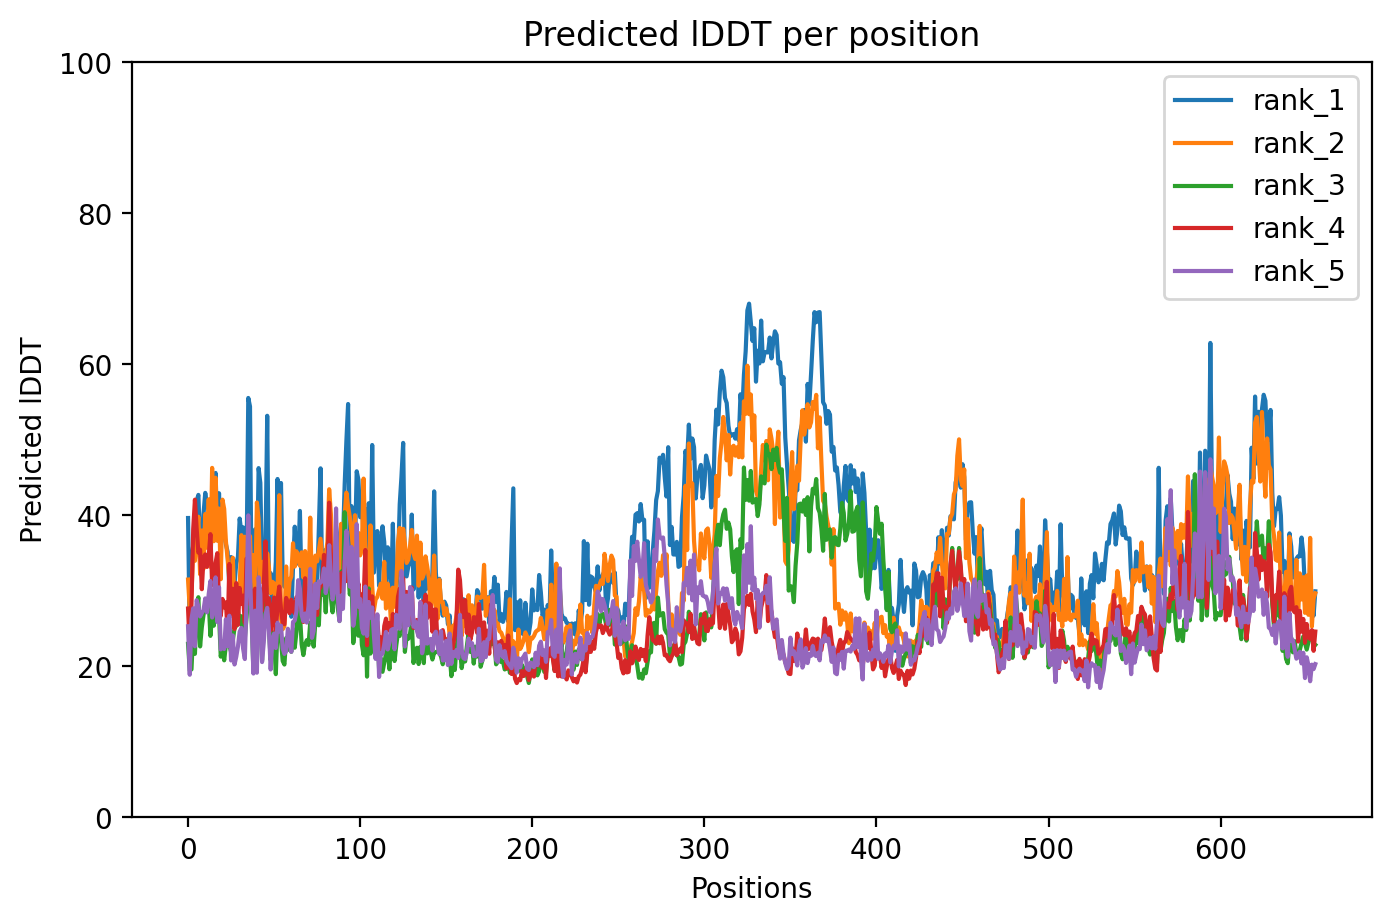 Predicted lDDT per position
100
80
60
40
20
0
Predicted lDDT
0 100 200 300 400 500 600
Positions
rank_1
rank_2
rank_3
rank_4
rank_5